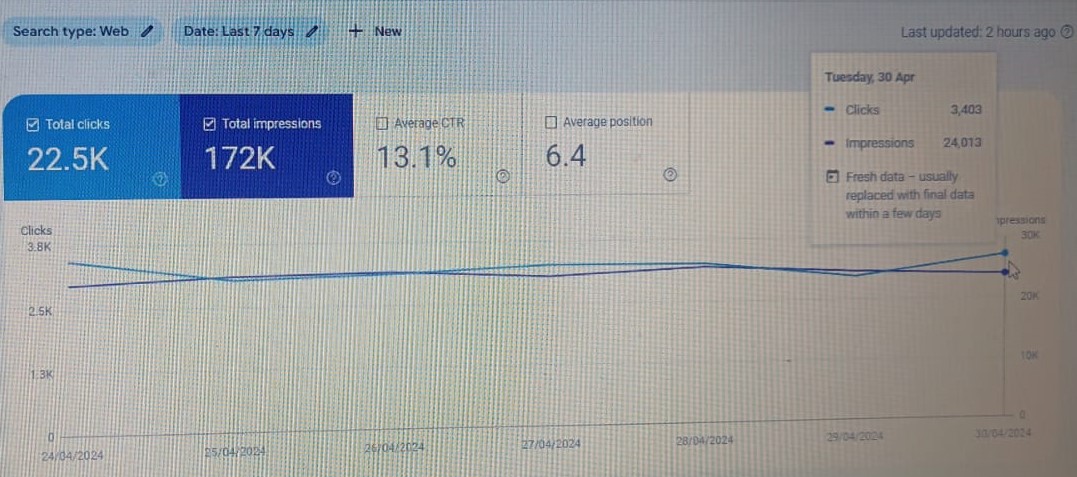 Search type: Web
Date: Last 7 days
+ New
Last updated: 2 hours ago
Total clicks
22.5K
Total impressions
172K
Average CTR
13.1%
Average position
6.4
Tuesday, 30 Apr
Clicks 3,403
Impressions 24,013
Fresh data – usually
replaced with final data
within a few days
Clicks
3.8K
2.5K
1.3K
0
pressions
30K
20K
10K
0
24/04/2024
25/04/2024
26/04/2024
27/04/2024
28/04/2024
29/04/2024
30/04/2024